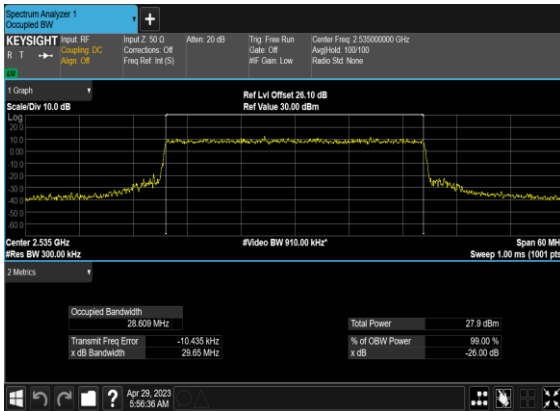 Spectrum Analyzer 1
Occupied BW
+
KEYSIGHT
R T
LXI
Input: RF
Coupling: DC
Align: Off
Input Z: 50 Ω
Corrections: Off
Freq Ref: Int (S)
Atten: 20 dB
Trig: Free Run
Gate: Off
#IF Gain: Low
Center Freq: 2.535000000 GHz
Avg|Hold: 100/100
Radio Std: None
1 Graph
Scale/Div 10.0 dB
Ref Lvl Offset 26.10 dB
Ref Value 30.00 dBm
Log
20.0
10.0
0.00
-10.0
-20.0
-30.0
-40.0
-50.0
-60.0
Center 2.535 GHz
#Res BW 300.00 kHz
#Video BW 910.00 kHz*
Span 60 MH
Sweep 1.00 ms (1001 pts
2 Metrics
Occupied Bandwidth
28.609 MHz
Transmit Freq Error -10.435 kHz
x dB Bandwidth 29.65 MHz
Total Power 27.9 dBm
% of OBW Power 99.00 %
x dB -26.00 dB
?
Apr 29, 2023
5:56:36 AM